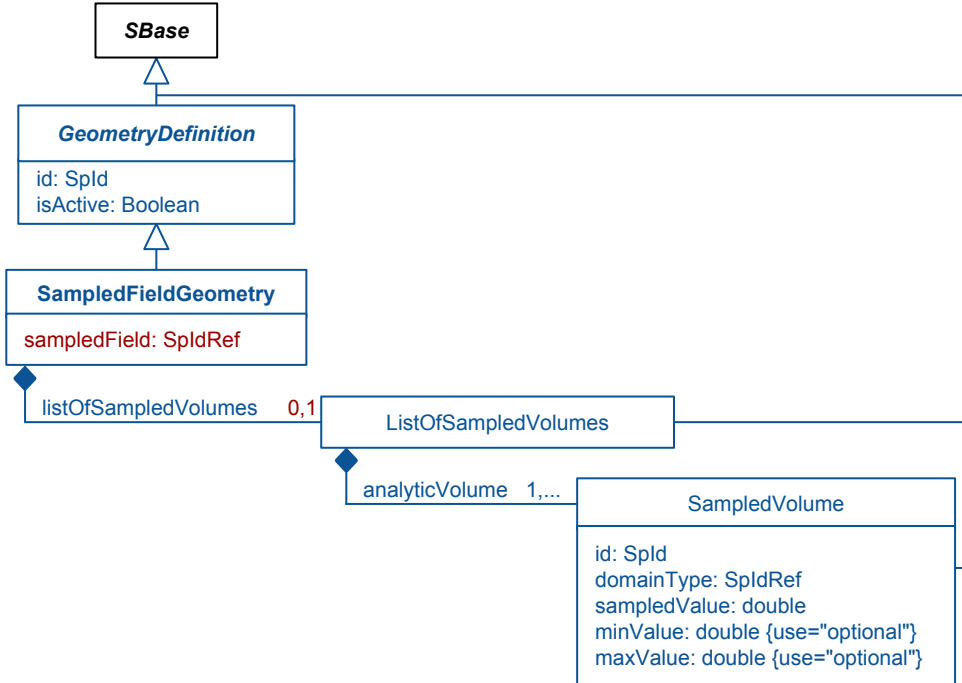 SBase
GeometryDefinition
id: SpId
isActive: Boolean
SampledFieldGeometry
sampledField: SpIdRef
listOfSampledVolumes 0,1
ListOfSampledVolumes
analyticVolume 1,...
SampledVolume
id: SpId
domainType: SpIdRef
sampledValue: double
minValue: double {use="optional"}
maxValue: double {use="optional"}